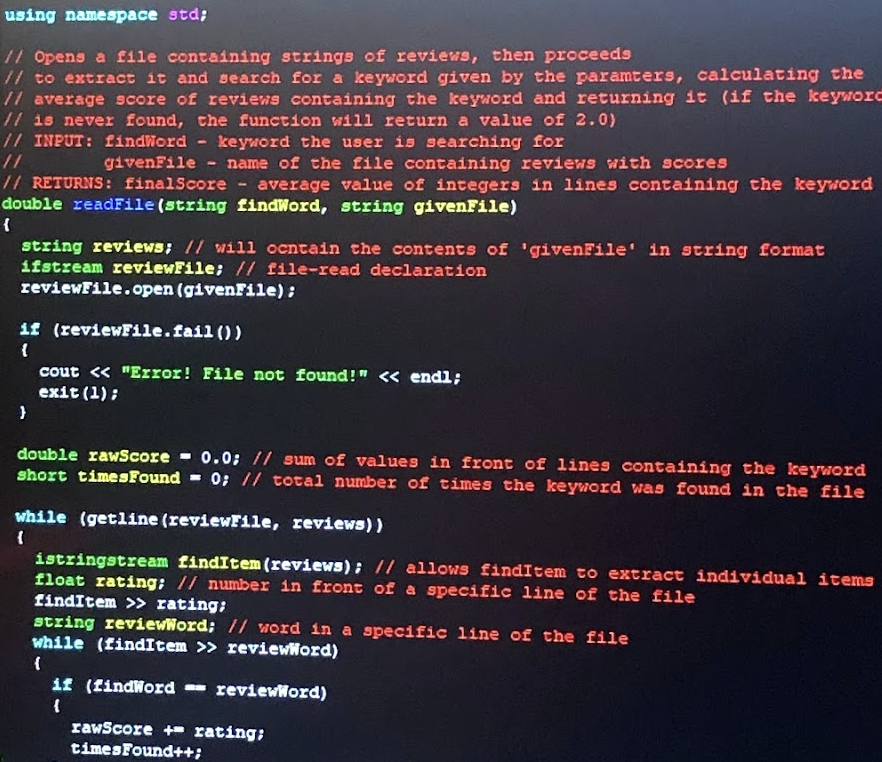 using namespace std;
// Opens a file containing strings of reviews, then proceeds
// to extract it and search for a keyword given by the paramters, calculating the
// average score of reviews containing the keyword and returning it (if the keyword
// is never found, the function will return a value of 2.0)
// INPUT: findWord - keyword the user is searching for
//        givenFile - name of the file containing reviews with scores
// RETURNS: finalScore - average value of integers in lines containing the keyword
double readFile(string findWord, string givenFile)
{
  string reviews; // will ocntain the contents of 'givenFile' in string format
  ifstream reviewFile; // file-read declaration
  reviewFile.open(givenFile);
  if (reviewFile.fail())
  {
    cout << "Error! File not found!" << endl;
    exit(1);
  }
  double rawScore = 0.0; // sum of values in front of lines containing the keyword
  short timesFound = 0; // total number of times the keyword was found in the file
  while (getline(reviewFile, reviews))
  {
    istringstream findItem(reviews); // allows findItem to extract individual items
    float rating; // number in front of a specific line of the file
    findItem >> rating;
    string reviewWord; // word in a specific line of the file
    while (findItem >> reviewWord)
    {
      if (findWord == reviewWord)
      {
        rawScore += rating;
        timesFound++;